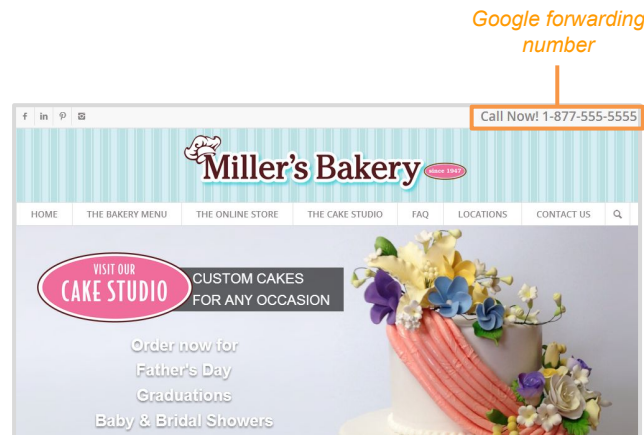 Google forwarding
number
Call Now! 1-877-555-5555
Miller's Bakery
since 1947
HOME THE BAKERY MENU THE ONLINE STORE THE CAKE STUDIO FAQ LOCATIONS CONTACT US
VISIT OUR
CAKE STUDIO
CUSTOM CAKES
FOR ANY OCCASION
Order now for
Father's Day
Graduations
Baby & Bridal Showers